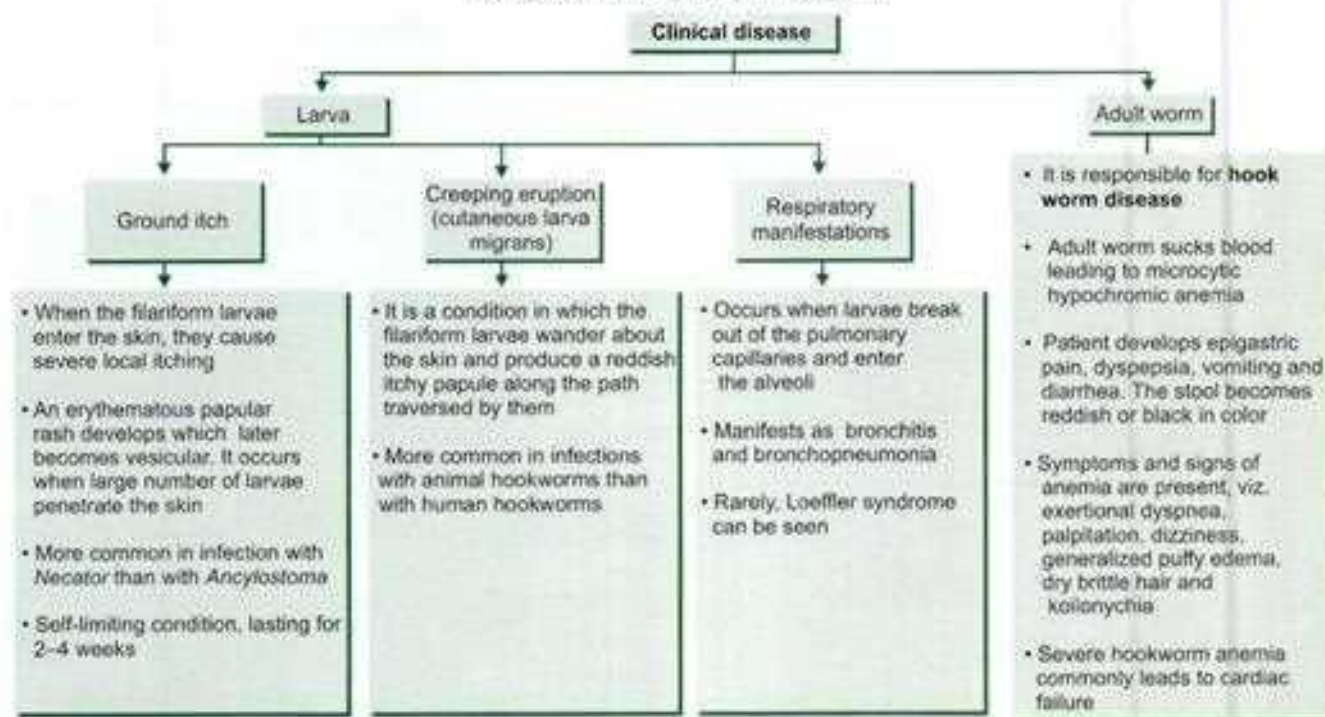 Clinical disease
Larva
Adult worm
Ground itch
Creeping eruption
(cutaneous larva
migrans)
Respiratory
manifestations
• When the filariform larvae
enter the skin, they cause
severe local itching
• An erythematous papular
rash develops which later
becomes vesicular. It occurs
when large number of larvae
penetrate the skin
• More common in infection with
Necator than with Ancylostoma
• Self-limiting condition, lasting for
2–4 weeks
• It is a condition in which the
filariform larvae wander about
the skin and produce a reddish
itchy papule along the path
traversed by them
• More common in infections
with animal hookworms than
with human hookworms
• Occurs when larvae break
out of the pulmonary
capillaries and enter
the alveoli
• Manifests as bronchitis
and bronchopneumonia
• Rarely, Loeffler syndrome
can be seen
• It is responsible for hook
worm disease
• Adult worm sucks blood
leading to microcytic
hypochromic anemia
• Patient develops epigastric
pain, dyspepsia, vomiting and
diarrhea. The stool becomes
reddish or black in color
• Symptoms and signs of
anemia are present, viz.
exertional dyspnea,
palpitation, dizziness,
generalized puffy edema,
dry brittle hair and
koilonychia
• Severe hookworm anemia
commonly leads to cardiac
failure